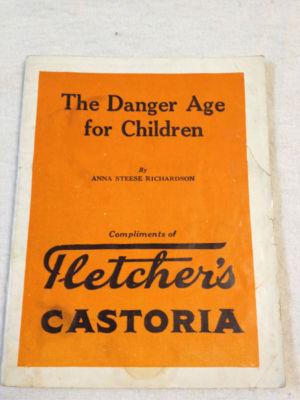 The Danger Age
for Children
By
ANNA STEESE RICHARDSON
Compliments of
Fletcher's
CASTORIA